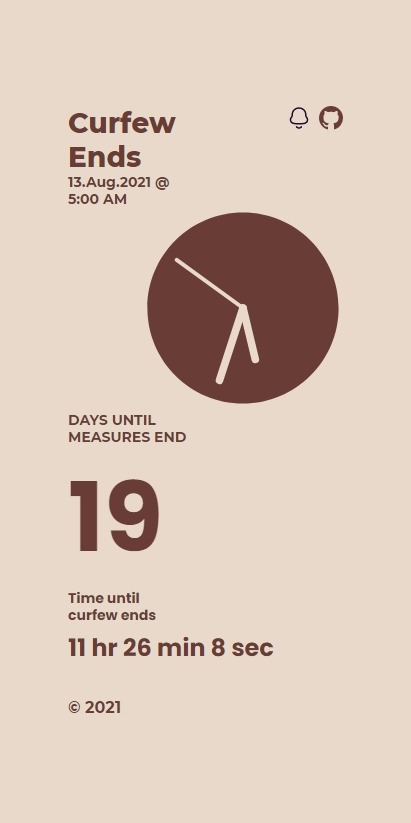 Curfew
Ends
13.Aug.2021 @
5:00 AM
DAYS UNTIL
MEASURES END
19
Time until
curfew ends
11 hr 26 min 8 sec
© 2021